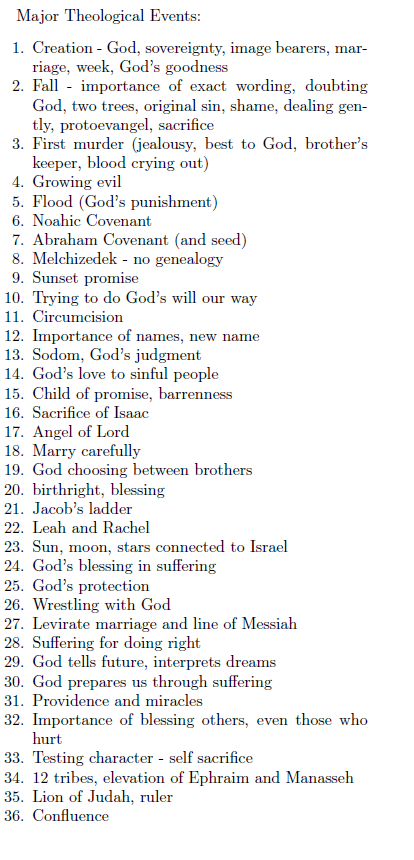 Major Theological Events:
1. Creation - God, sovereignty, image bearers, mar-
riage, week, God's goodness
2. Fall - importance of exact wording, doubting
God, two trees, original sin, shame, dealing gen-
tly, protoevangel, sacrifice
3. First murder (jealousy, best to God, brother's
keeper, blood crying out)
4. Growing evil
5. Flood (God's punishment)
6. Noahic Covenant
7. Abraham Covenant (and seed)
8. Melchizedek - no genealogy
9. Sunset promise
10. Trying to do God's will our way
11. Circumcision
12. Importance of names, new name
13. Sodom, God's judgment
14. God's love to sinful people
15. Child of promise, barrenness
16. Sacrifice of Isaac
17. Angel of Lord
18. Marry carefully
19. God choosing between brothers
20. birthright, blessing
21. Jacob's ladder
22. Leah and Rachel
23. Sun, moon, stars connected to Israel
24. God's blessing in suffering
25. God's protection
26. Wrestling with God
27. Levirate marriage and line of Messiah
28. Suffering for doing right
29. God tells future, interprets dreams
30. God prepares us through suffering
31. Providence and miracles
32. Importance of blessing others, even those who
hurt
33. Testing character - self sacrifice
34. 12 tribes, elevation of Ephraim and Manasseh
35. Lion of Judah, ruler
36. Confluence